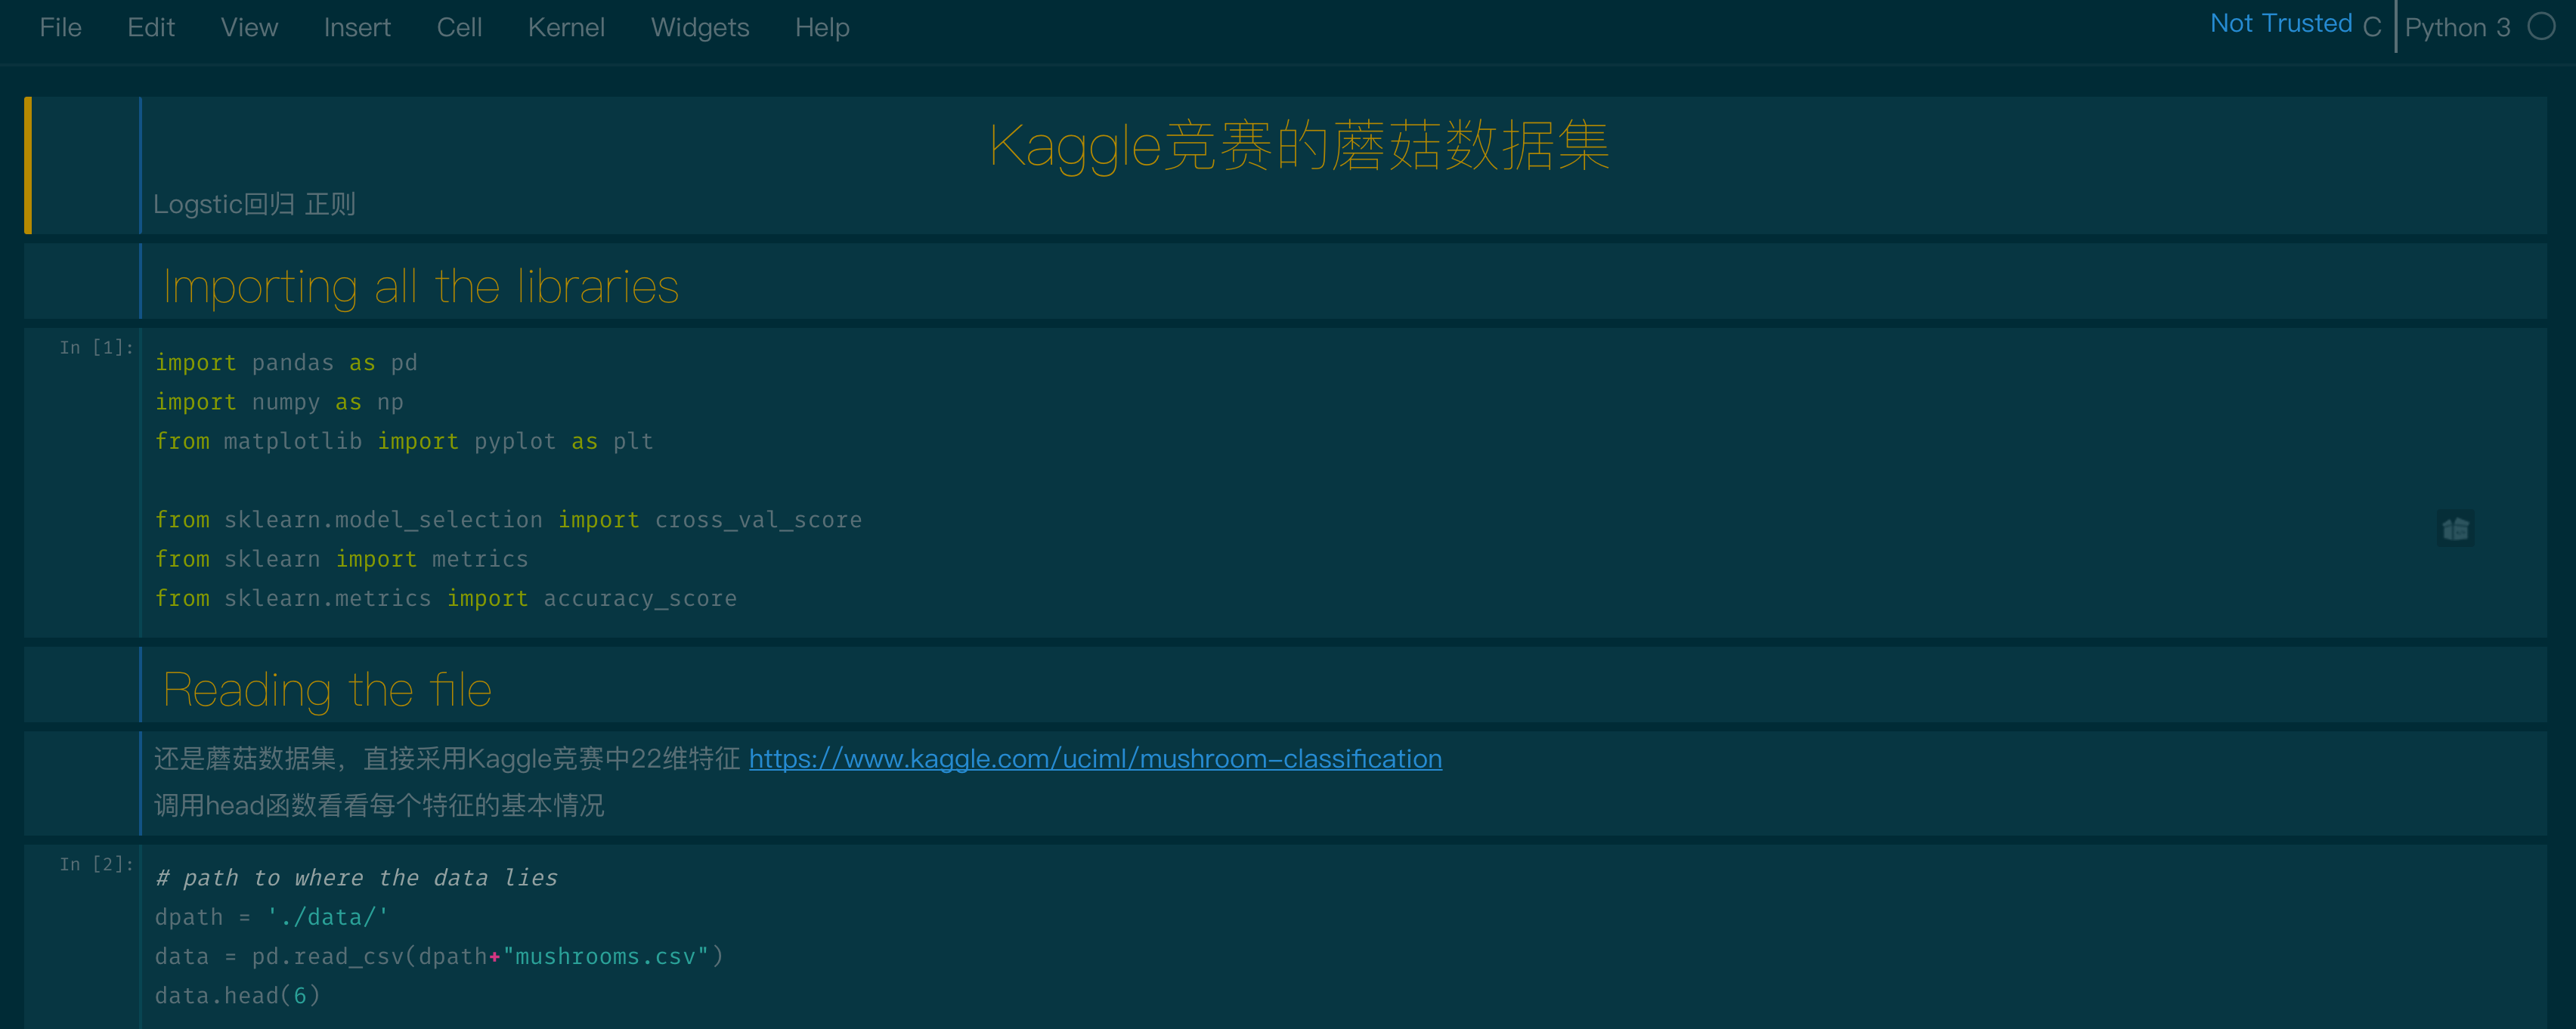 File Edit View Insert Cell Kernel Widgets Help Not Trusted C Python 3
Kaggle竞赛的蘑菇数据集
Logstic回归 正则
Importing all the libraries
In [1]:
import pandas as pd
import numpy as np
from matplotlib import pyplot as plt
from sklearn.model_selection import cross_val_score
from sklearn import metrics
from sklearn.metrics import accuracy_score
Reading the file
还是蘑菇数据集，直接采用Kaggle竞赛中22维特征 https://www.kaggle.com/uciml/mushroom-classification
调用head函数看看每个特征的基本情况
In [2]:
# path to where the data lies
dpath = './data/'
data = pd.read_csv(dpath+"mushrooms.csv")
data.head(6)